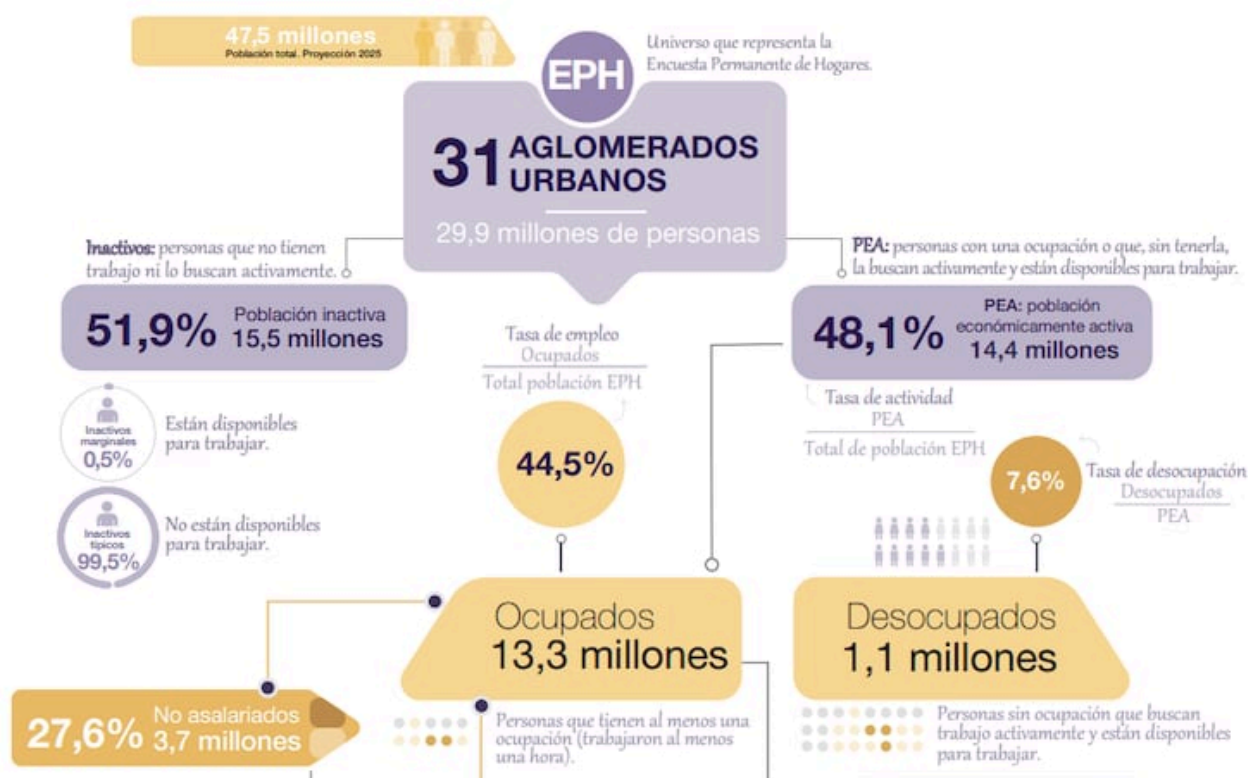 47,5 millones
Población total. Proyección 2025
EPH
Universo que representa la
Encuesta Permanente de Hogares.
31 AGLOMERADOS
URBANOS
29,9 millones de personas
Inactivos: personas que no tienen
trabajo ni lo buscan activamente.
51,9% Población inactiva
15,5 millones
PEA: personas con una ocupación o que, sin tenerla,
la buscan activamente y están disponibles para trabajar.
48,1% PEA: población
económicamente activa
14,4 millones
Tasa de empleo
Ocupados
Total población EPH
44,5%
Tasa de actividad
PEA
Total de población EPH
7,6%
Tasa de desocupación
Desocupados
PEA
Inactivos
marginales
0,5%
Están disponibles
para trabajar.
Inactivos
típicos
99,5%
No están disponibles
para trabajar.
Ocupados
13,3 millones
Desocupados
1,1 millones
27,6% No asalariados
3,7 millones
Personas que tienen al menos una
ocupación (trabajaron al menos
una hora).
Personas sin ocupación que buscan
trabajo activamente y están disponibles
para trabajar.